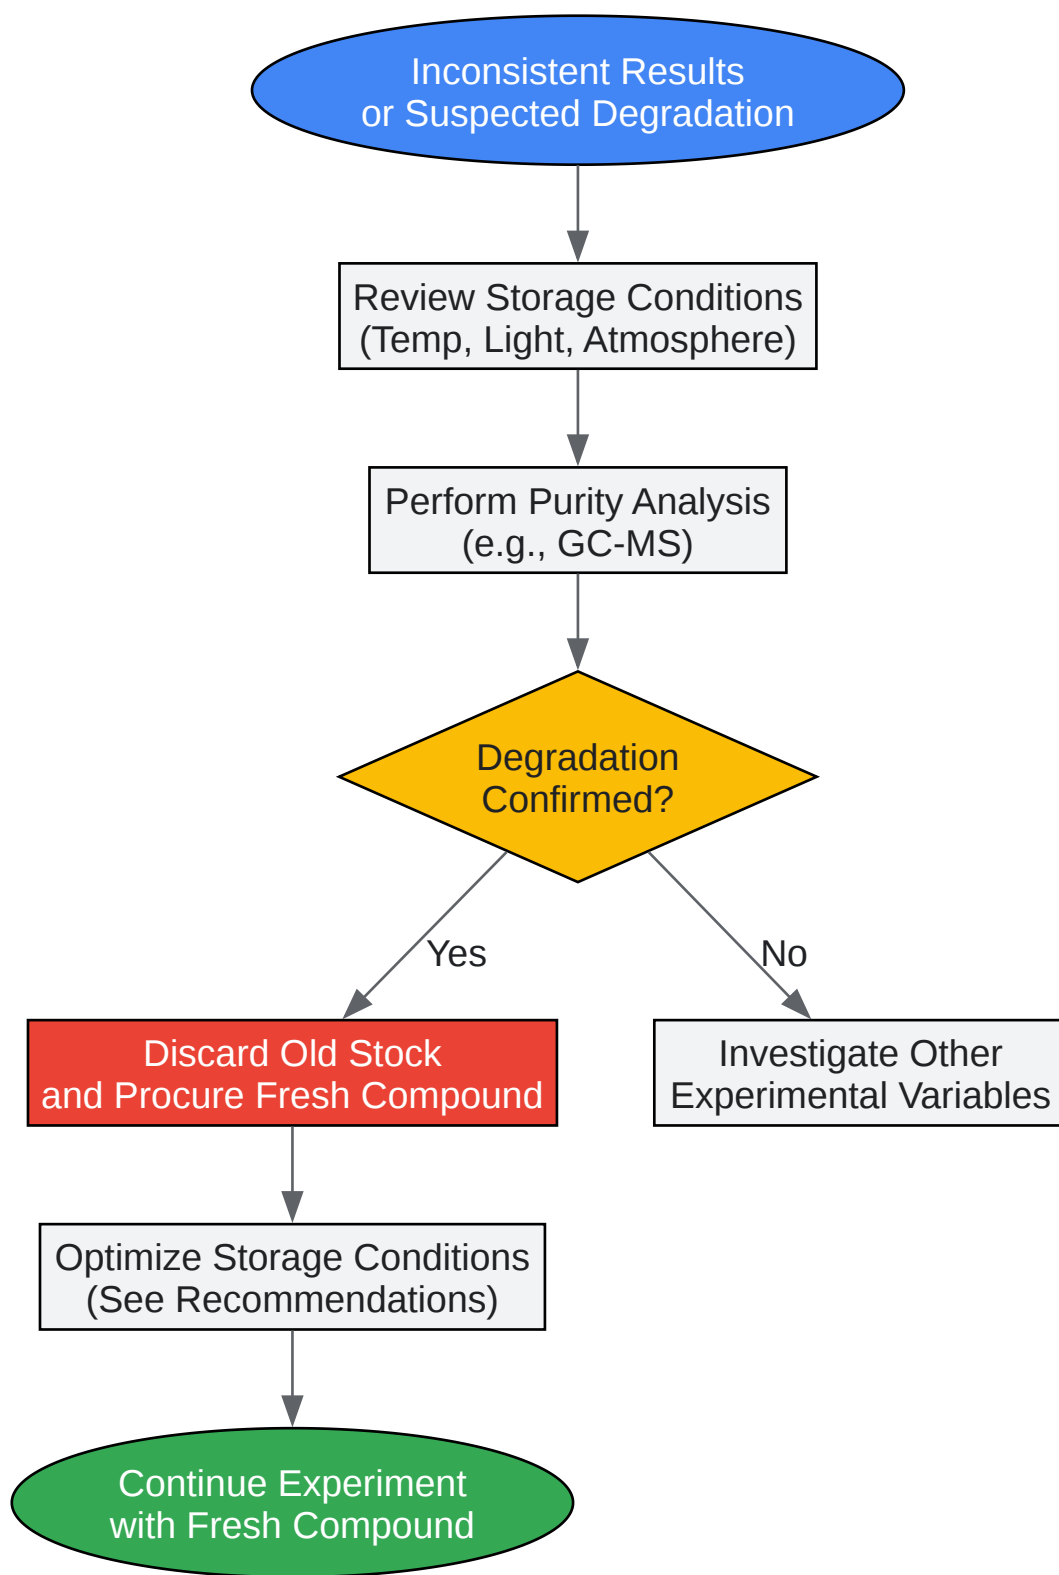 Inconsistent Results
or Suspected Degradation
Review Storage Conditions
(Temp, Light, Atmosphere)
Perform Purity Analysis
(e.g., GC-MS)
Degradation
Confirmed?
Yes
No
Discard Old Stock
and Procure Fresh Compound
Investigate Other
Experimental Variables
Optimize Storage Conditions
(See Recommendations)
Continue Experiment
with Fresh Compound